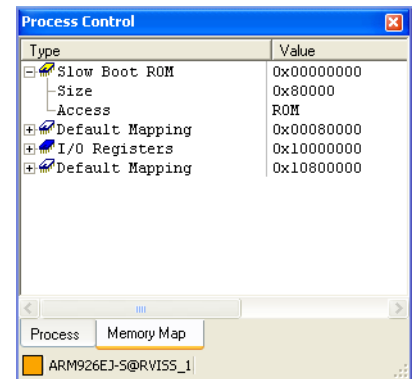 Process Control
Type Value
Slow Boot ROM 0x00000000
Size 0x80000
Access ROM
Default Mapping 0x00080000
I/O Registers 0x10000000
Default Mapping 0x10800000
Process Memory Map
ARM926EJ-S@RVISS_1